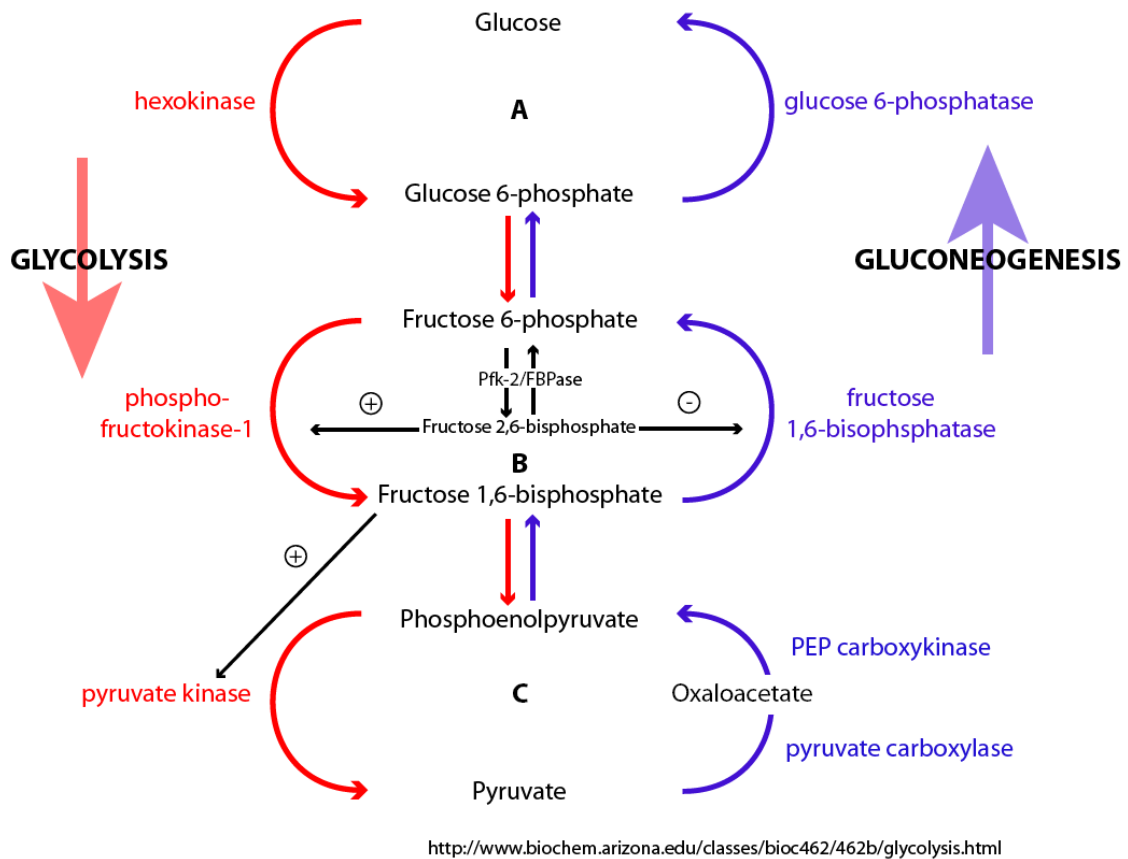 Glucose
hexokinase
A
glucose 6-phosphatase
Glucose 6-phosphate
GLYCOLYSIS
GLUCONEOGENESIS
Fructose 6-phosphate
Pfk-2/FBPase
phospho-
fructokinase-1
+
-
fructose
1,6-bisophsphatase
Fructose 2,6-bisphosphate
B
Fructose 1,6-bisphosphate
+
Phosphoenolpyruvate
PEP carboxykinase
pyruvate kinase
C
Oxaloacetate
pyruvate carboxylase
Pyruvate
http://www.biochem.arizona.edu/classes/bioc462/462b/glycolysis.html